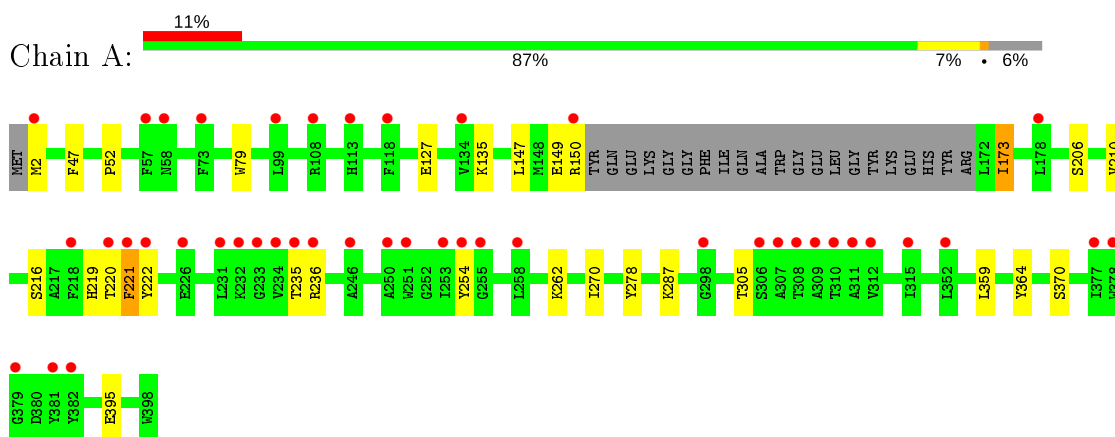 11%
Chain A:
87% 7% • 6%
MET M2 F47 P52 F57 N58 F73 W79 L99 R108 H113 F118 E127 V134 K135 L147 M148 E149 R150 TYR GLN GLU LYS GLY GLY PHE ILE GLN ALA TRP GLY GLU LEU GLY TYR LYS GLU HIS TYR ARG L172 I173 L178 S206
S216 A217 F218 H219 T220 F221 Y222 E226 L231 K232 G233 V234 T235 R236 A246 A250 W251 G252 I253 Y254 G255 L258 K262 I270 Y278 K287 G298 T305 S306 A307 T308 A309 T310 A311 V312 I315 L352 L359 Y364 S370 I377
G379 D380 Y381 Y382 E395 W398